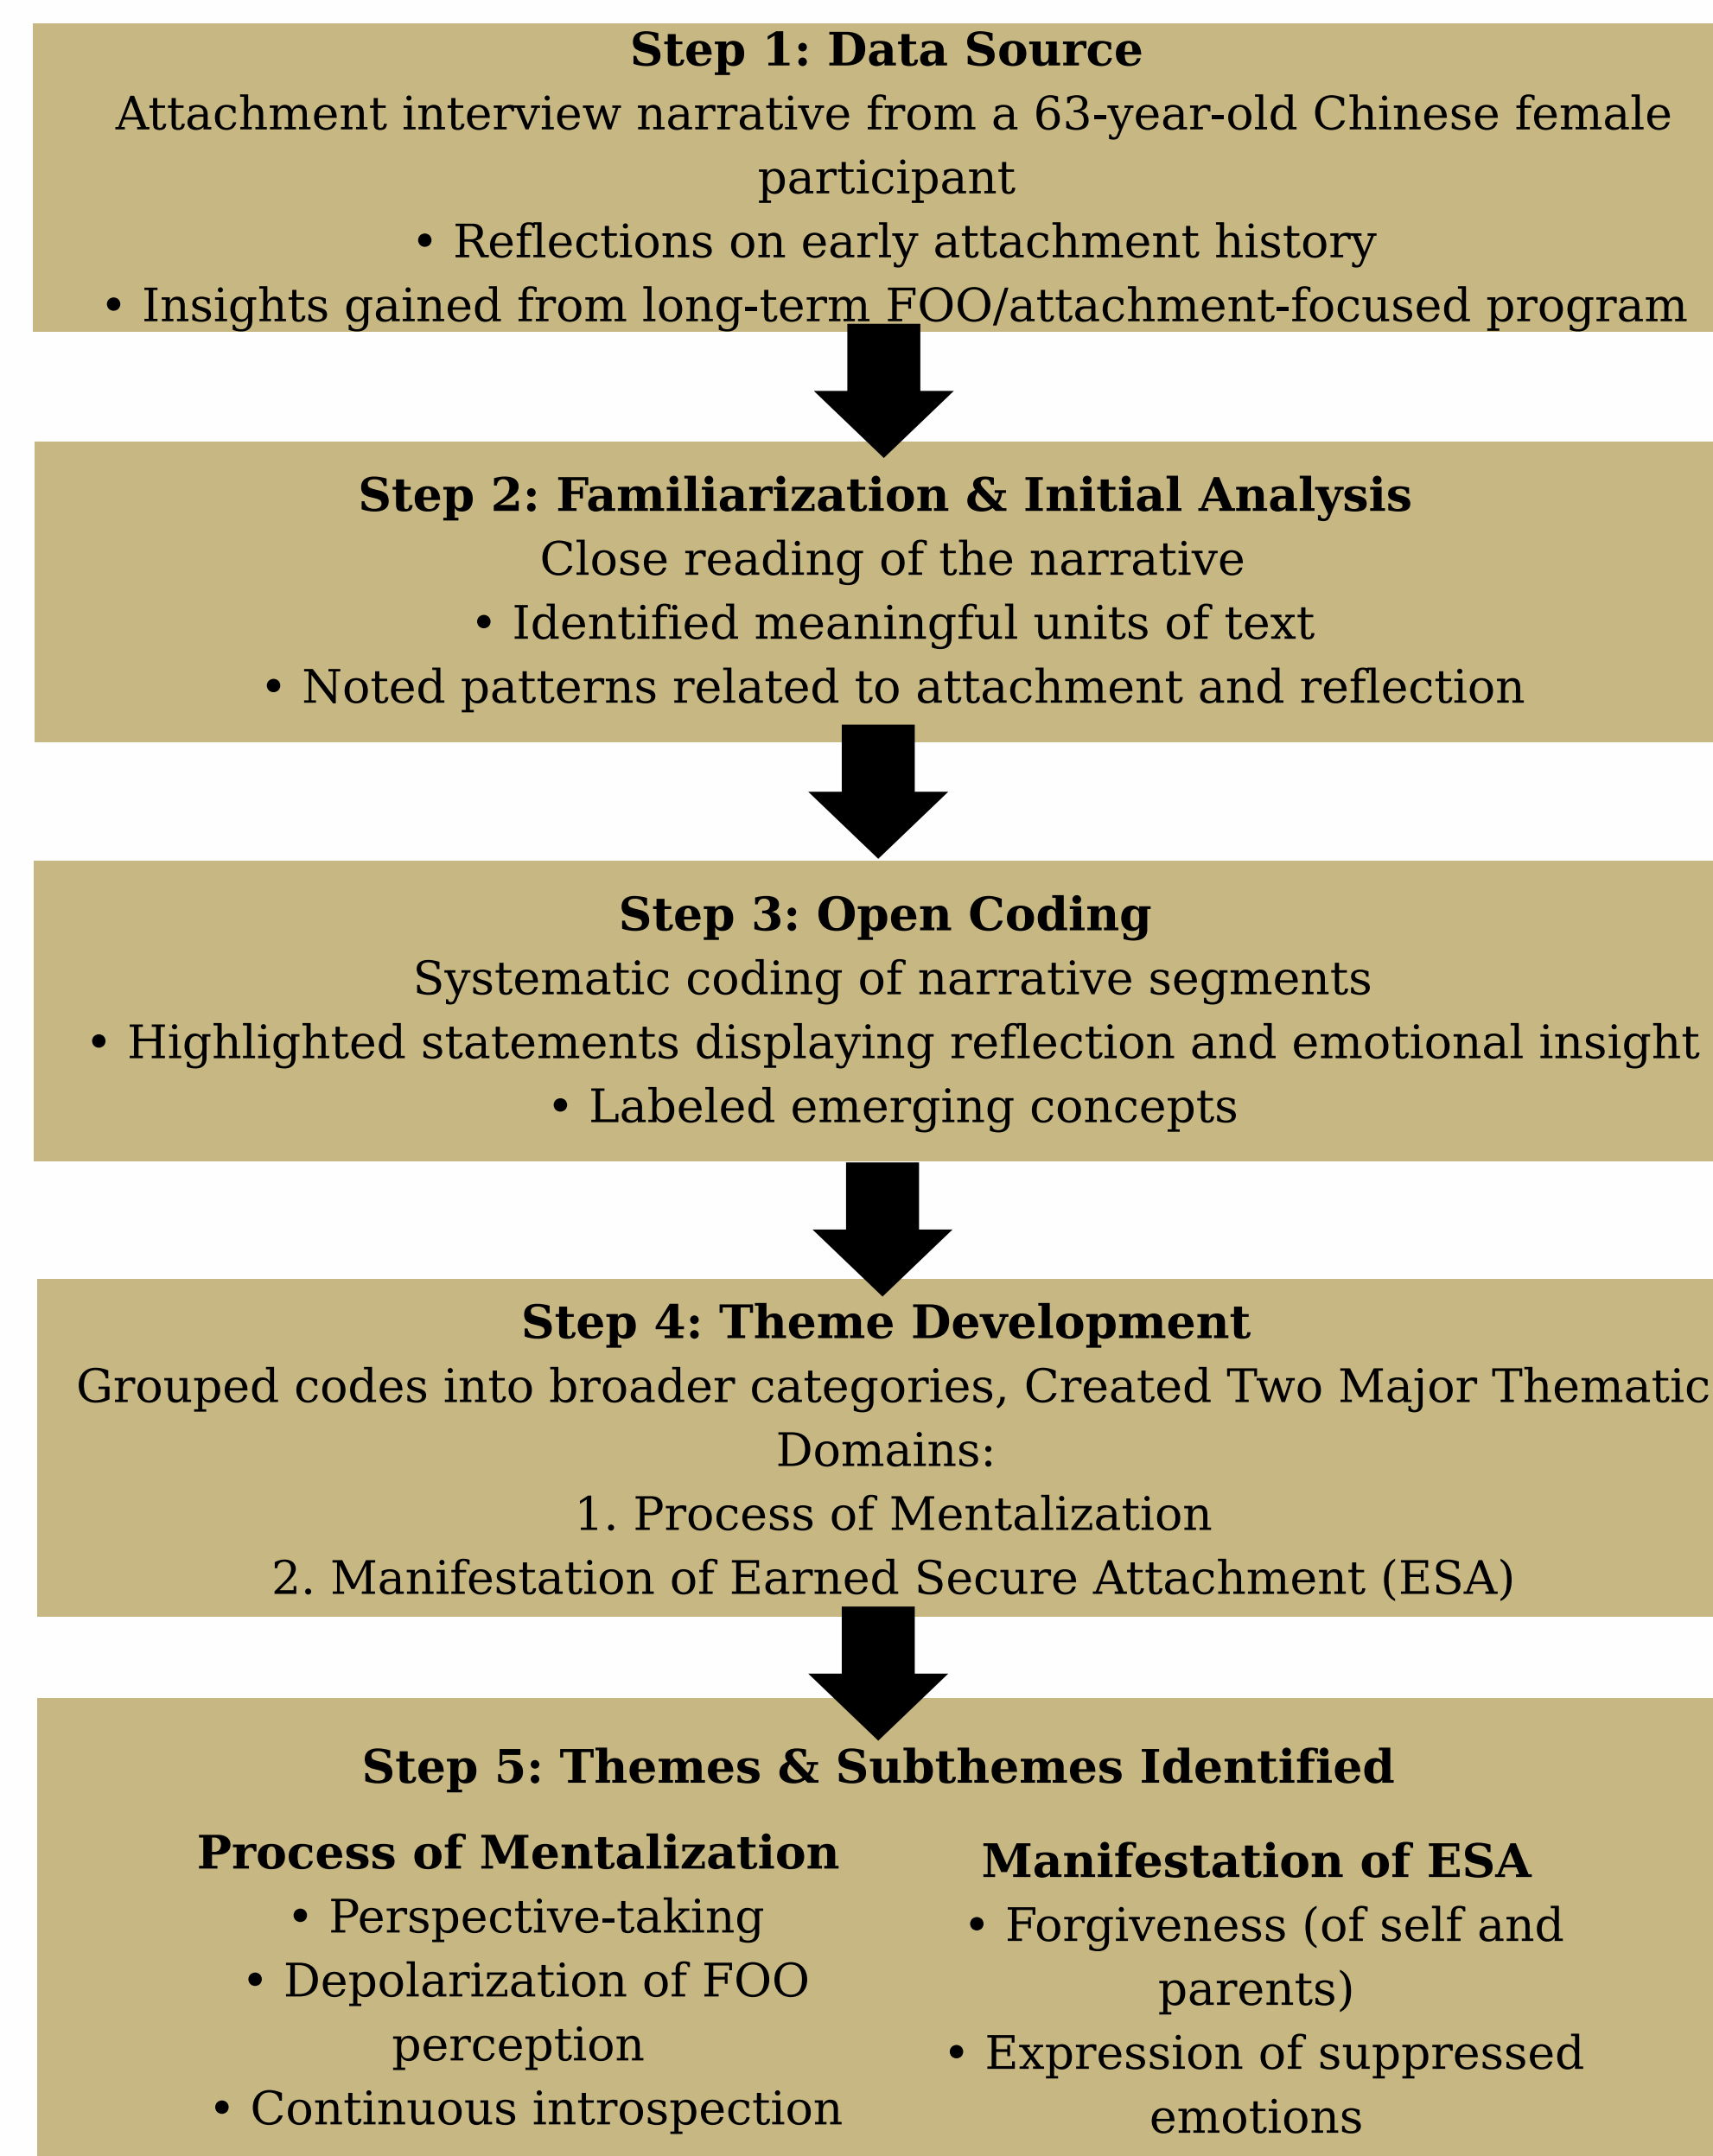 Step 1: Data Source
Attachment interview narrative from a 63-year-old Chinese female
participant
• Reflections on early attachment history
• Insights gained from long-term FOO/attachment-focused program
Step 2: Familiarization & Initial Analysis
Close reading of the narrative
• Identified meaningful units of text
• Noted patterns related to attachment and reflection
Step 3: Open Coding
Systematic coding of narrative segments
• Highlighted statements displaying reflection and emotional insight
• Labeled emerging concepts
Step 4: Theme Development
Grouped codes into broader categories, Created Two Major Thematic
Domains:
1. Process of Mentalization
2. Manifestation of Earned Secure Attachment (ESA)
Step 5: Themes & Subthemes Identified
Process of Mentalization
• Perspective-taking
• Depolarization of FOO
perception
• Continuous introspection
Manifestation of ESA
• Forgiveness (of self and
parents)
• Expression of suppressed
emotions